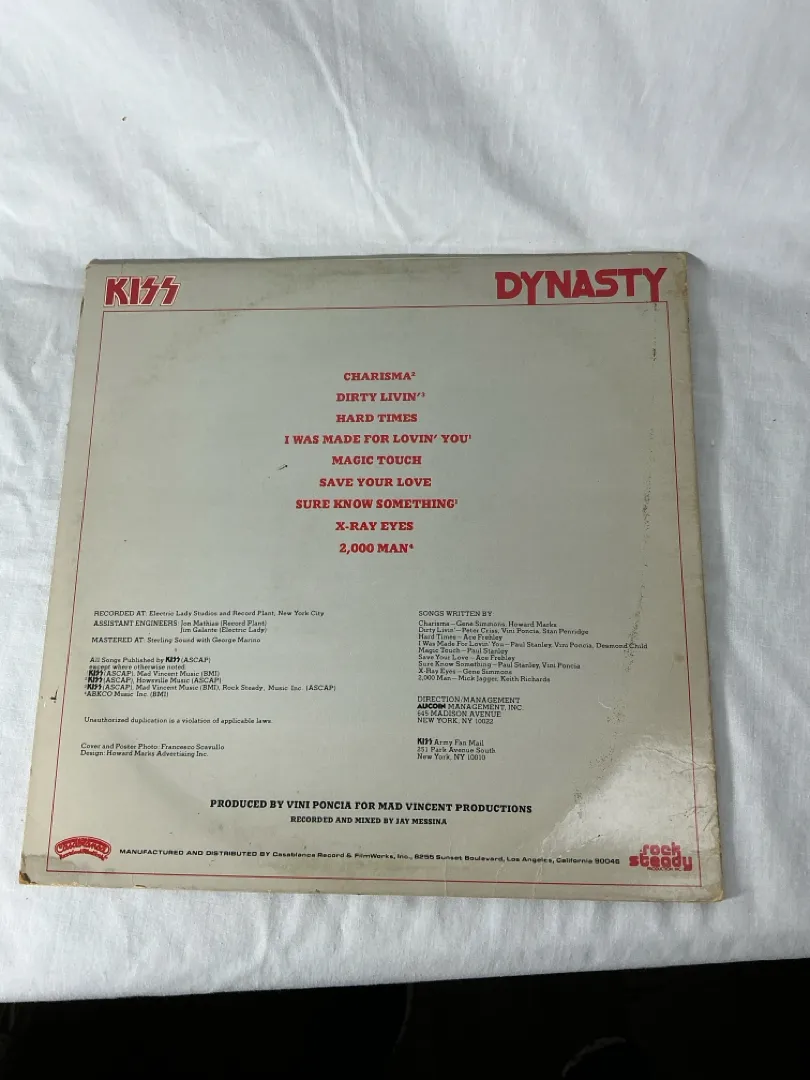 KISS
DYNASTY
CHARISMA²
DIRTY LIVIN'³
HARD TIMES
I WAS MADE FOR LOVIN' YOU¹
MAGIC TOUCH
SAVE YOUR LOVE
SURE KNOW SOMETHING¹
X-RAY EYES
2,000 MAN⁴
RECORDED AT: Electric Lady Studios and Record Plant, New York City
ASSISTANT ENGINEERS: Jon Mathias (Record Plant)
Jim Galante (Electric Lady)
MASTERED AT: Sterling Sound with George Marino
All Songs Published by KISS (ASCAP)
except where otherwise noted.
¹KISS (ASCAP), Mad Vincent Music (BMI)
²KISS (ASCAP), Howsville Music (ASCAP)
³KISS (ASCAP), Mad Vincent Music (BMI), Rock Steady Music Inc. (ASCAP)
⁴ABKCO Music Inc. (BMI)
Unauthorized duplication is a violation of applicable laws.
Cover and Poster Photo: Francesco Scavullo
Design: Howard Marks Advertising Inc.
SONGS WRITTEN BY
Charisma—Gene Simmons, Howard Marks
Dirty Livin'—Peter Criss, Vini Poncia, Stan Penridge
Hard Times—Ace Frehley
I Was Made For Lovin' You—Paul Stanley, Vini Poncia, Desmond Child
Magic Touch—Paul Stanley
Save Your Love—Ace Frehley
Sure Know Something—Paul Stanley, Vini Poncia
X-Ray Eyes—Gene Simmons
2,000 Man—Mick Jagger, Keith Richards
DIRECTION/MANAGEMENT
AUCOIN MANAGEMENT, INC.
645 MADISON AVENUE
NEW YORK, NY 10022
KISS Army Fan Mail
251 Park Avenue South
New York, NY 10010
PRODUCED BY VINI PONCIA FOR MAD VINCENT PRODUCTIONS
RECORDED AND MIXED BY JAY MESSINA
Casablanca
MANUFACTURED AND DISTRIBUTED BY Casablanca Record & FilmWorks, Inc., 8255 Sunset Boulevard, Los Angeles, California 90046
rock
steady
PRODUCTIONS INC.